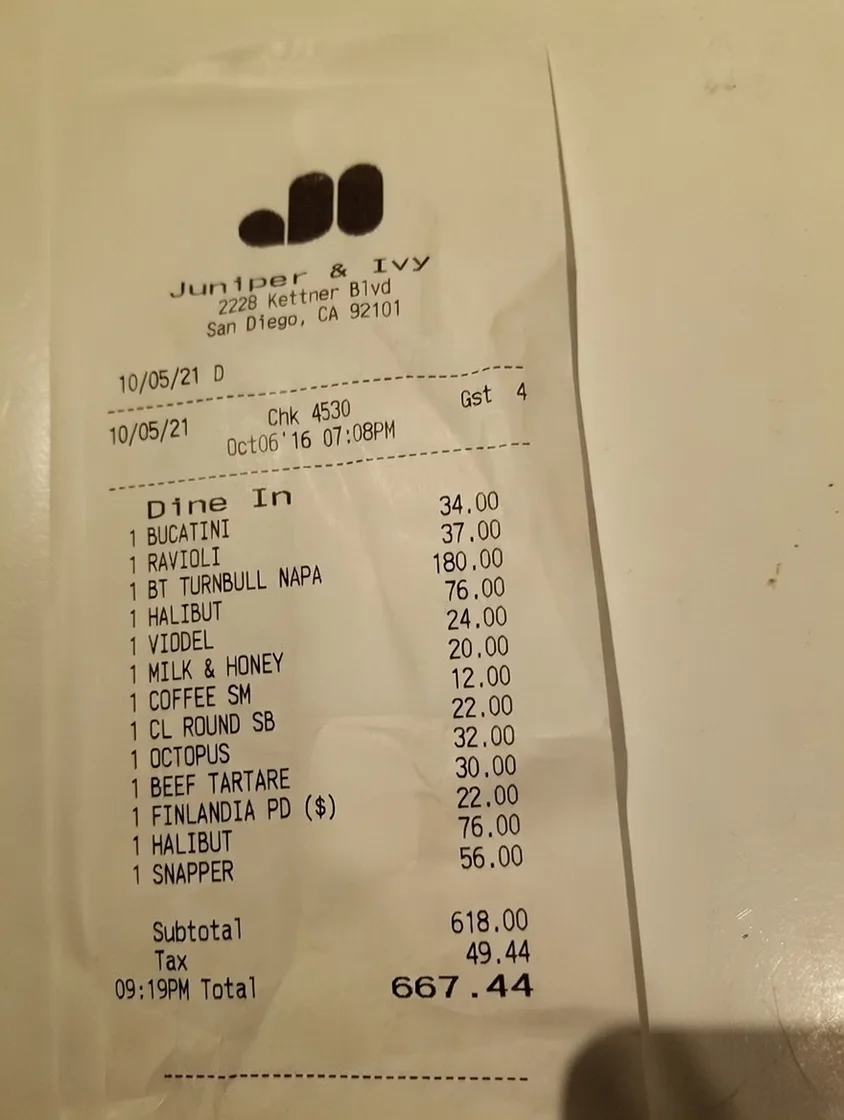 Juniper & Ivy
2228 Kettner Blvd
San Diego, CA 92101
10/05/21 D
10/05/21 Chk 4530 Gst 4
Oct06'16 07:08PM
Dine In
1 BUCATINI 34.00
1 RAVIOLI 37.00
1 BT TURNBULL NAPA 180.00
1 HALIBUT 76.00
1 VIODEL 24.00
1 MILK & HONEY 20.00
1 COFFEE SM 12.00
1 CL ROUND SB 22.00
1 OCTOPUS 32.00
1 BEEF TARTARE 30.00
1 FINLANDIA PD ($) 22.00
1 HALIBUT 76.00
1 SNAPPER 56.00
Subtotal 618.00
Tax 49.44
09:19PM Total 667.44